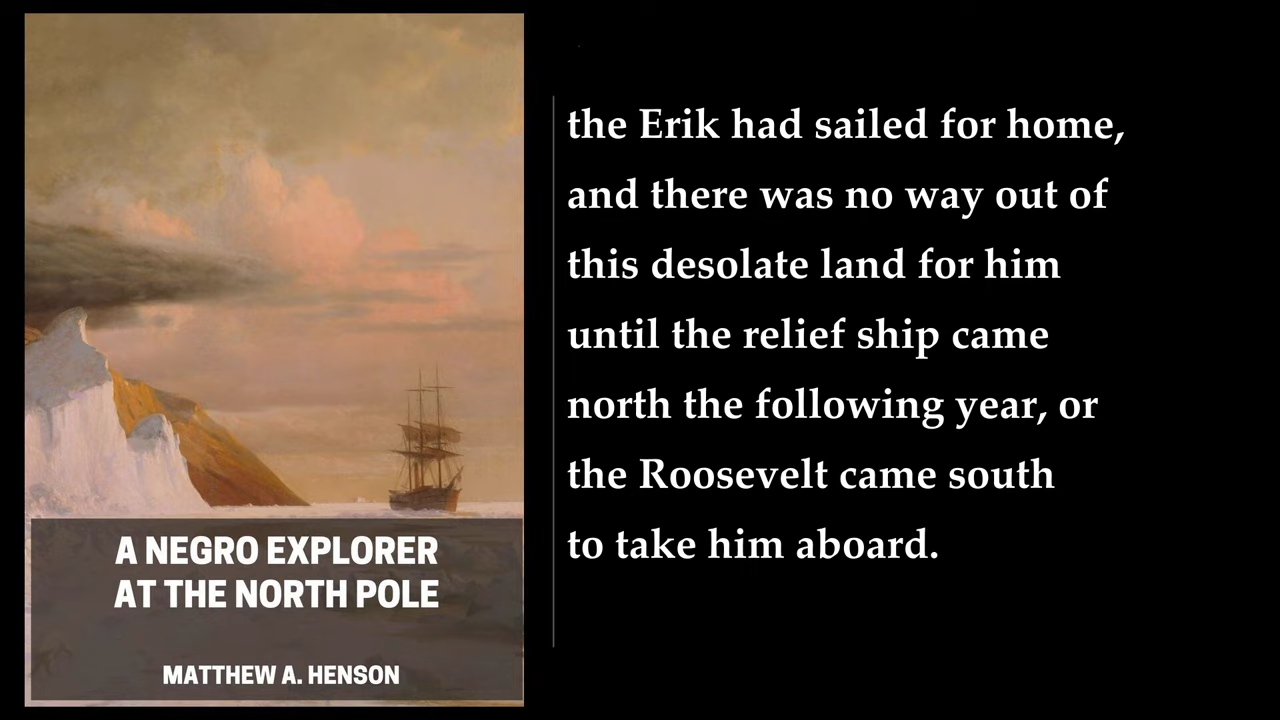 A NEGRO EXPLORER
AT THE NORTH POLE
MATTHEW A. HENSON
the Erik had sailed for home,
and there was no way out of
this desolate land for him
until the relief ship came
north the following year, or
the Roosevelt came south
to take him aboard.